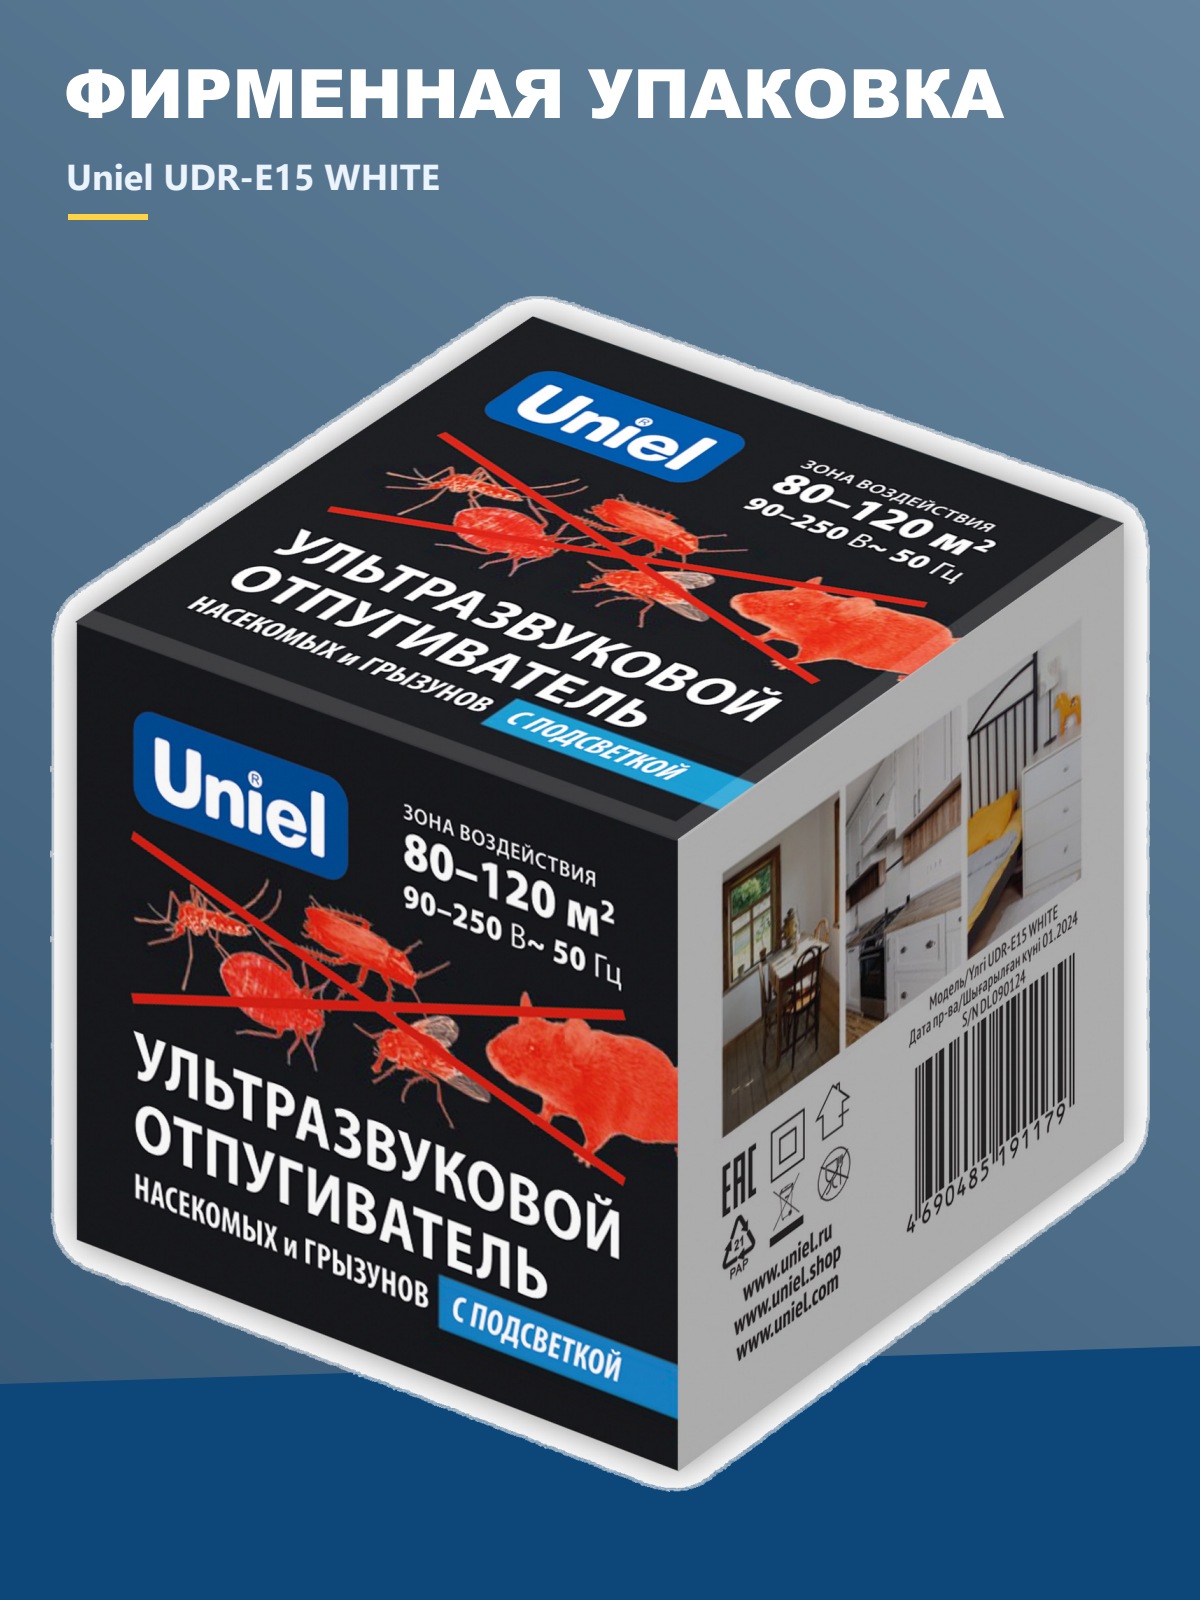 ФИРМЕННАЯ УПАКОВКА
Uniel UDR-E15 WHITE
Uniel®
ЗОНА ВОЗДЕЙСТВИЯ
80–120 м²
90–250 В~ 50 Гц
УЛЬТРАЗВУКОВОЙ
ОТПУГИВАТЕЛЬ
НАСЕКОМЫХ и ГРЫЗУНОВ
С ПОДСВЕТКОЙ
Uniel®
ЗОНА ВОЗДЕЙСТВИЯ
80–120 м²
90–250 В~ 50 Гц
УЛЬТРАЗВУКОВОЙ
ОТПУГИВАТЕЛЬ
НАСЕКОМЫХ и ГРЫЗУНОВ
С ПОДСВЕТКОЙ
Модель/Үлгі UDR-E15 WHITE
Дата пр-ва/Шығарылған күні 01.2024
S/N DL090124
4690485191179
EAC
21
PAP
www.uniel.ru
www.uniel.shop
www.uniel.com